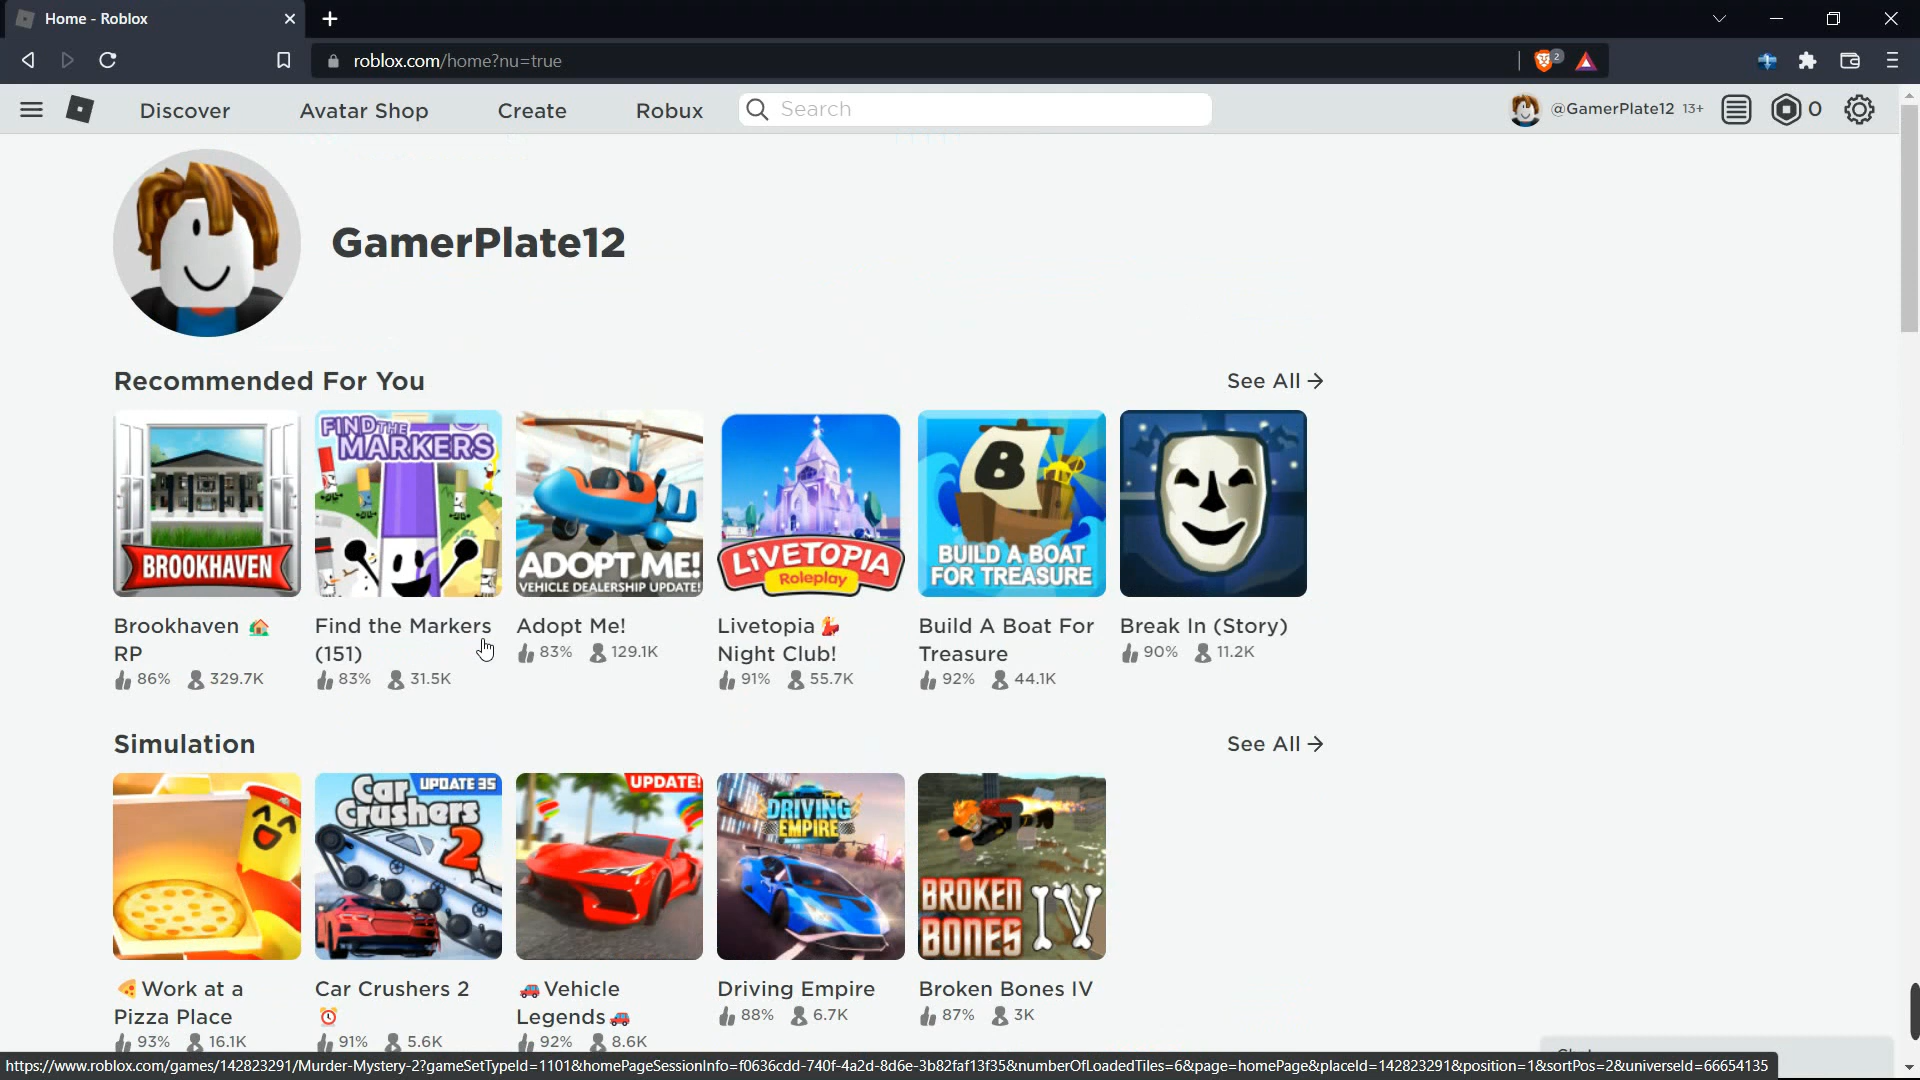 Home - Roblox
roblox.com/home?nu=true
2
Discover
Avatar Shop
Create
Robux
Search
@GamerPlate12 13+
0
GamerPlate12
Recommended For You
See All →
FIND THE MARKERS
BROOKHAVEN
ADOPT ME!
VEHICLE DEALERSHIP UPDATE!
LIVETOPIA
Roleplay
B
BUILD A BOAT
FOR TREASURE
Brookhaven 🏠
RP
86% 329.7K
Find the Markers
(151)
83% 31.5K
Adopt Me!
83% 129.1K
Livetopia 💃
Night Club!
91% 55.7K
Build A Boat For
Treasure
92% 44.1K
Break In (Story)
90% 11.2K
Simulation
See All →
UPDATE 35
Car Crushers 2
UPDATE!
DRIVING EMPIRE
BROKEN BONES IV
🍕Work at a
Pizza Place
93% 16.1K
Car Crushers 2
⏰
91% 5.6K
🚗Vehicle
Legends🚗
92% 8.6K
Driving Empire
88% 6.7K
Broken Bones IV
87% 3K
https://www.roblox.com/games/142823291/Murder-Mystery-2?gameSetTypeId=1101&homePageSessionInfo=f0636cdd-740f-4a2d-8d6e-3b82faf13f35&numberOfLoadedTiles=6&page=homePage&placeId=142823291&position=1&sortPos=2&universeId=66654135